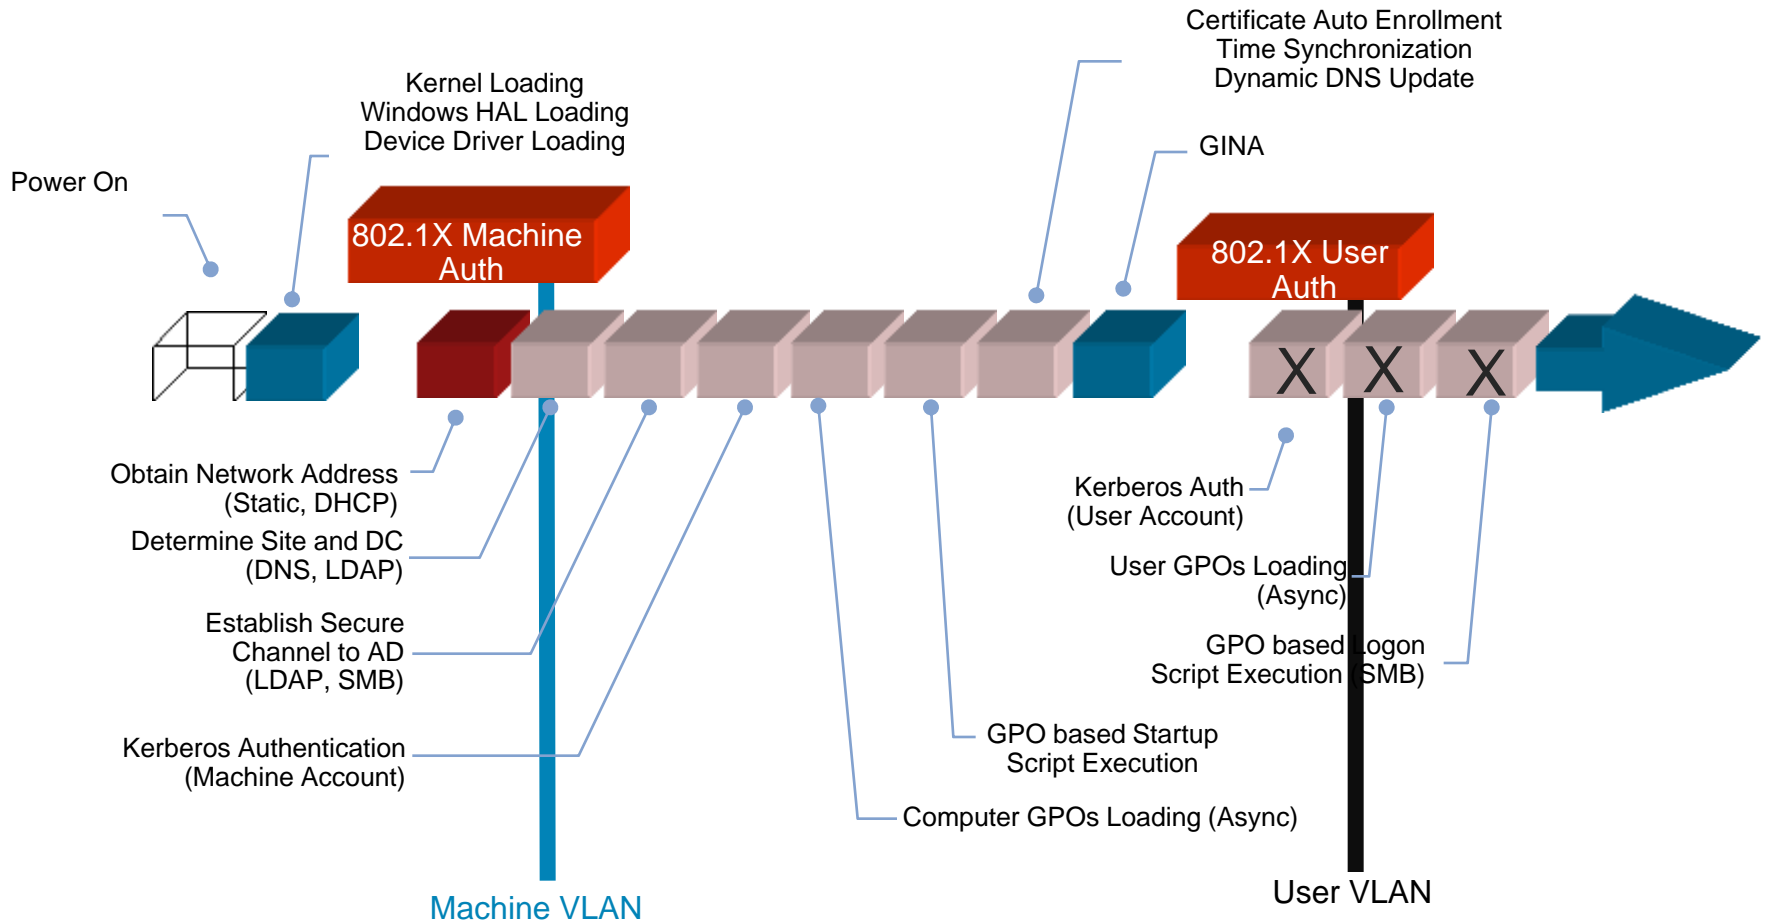 Certificate Auto Enrollment
Time Synchronization
Dynamic DNS Update
Kernel Loading
Windows HAL Loading
Device Driver Loading
GINA
Power On
802.1X Machine
Auth
802.1X User
Auth
X
X
X
Obtain Network Address
(Static, DHCP)
Determine Site and DC
(DNS, LDAP)
Establish Secure
Channel to AD
(LDAP, SMB)
Kerberos Authentication
(Machine Account)
Kerberos Auth
(User Account)
User GPOs Loading
(Async)
GPO based Logon
Script Execution (SMB)
GPO based Startup
Script Execution
Computer GPOs Loading (Async)
Machine VLAN
User VLAN